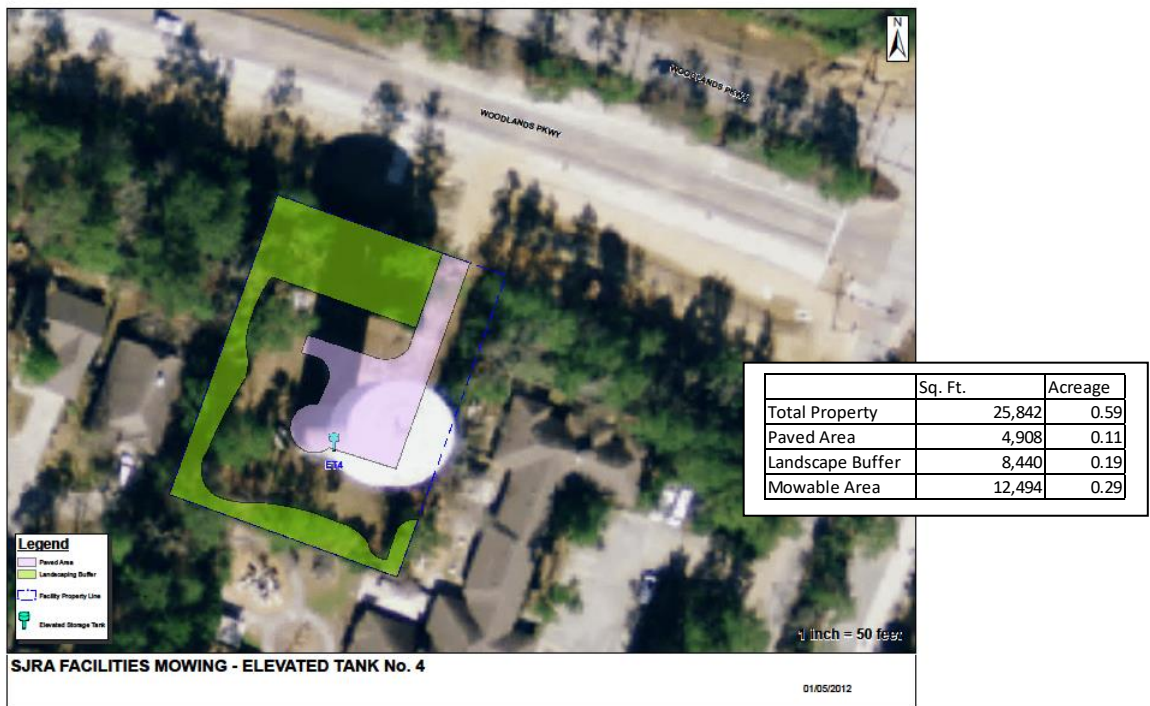 N
WOODLANDS PKWY
WOODLANDS PKWY
Sq. Ft. Acreage
Total Property 25,842 0.59
Paved Area 4,908 0.11
Landscape Buffer 8,440 0.19
Mowable Area 12,494 0.29
ET4
Legend
Paved Area
Landscaping Buffer
Facility Property Line
Elevated Storage Tank
1 inch = 50 feet
SJRA FACILITIES MOWING - ELEVATED TANK No. 4
01/05/2012